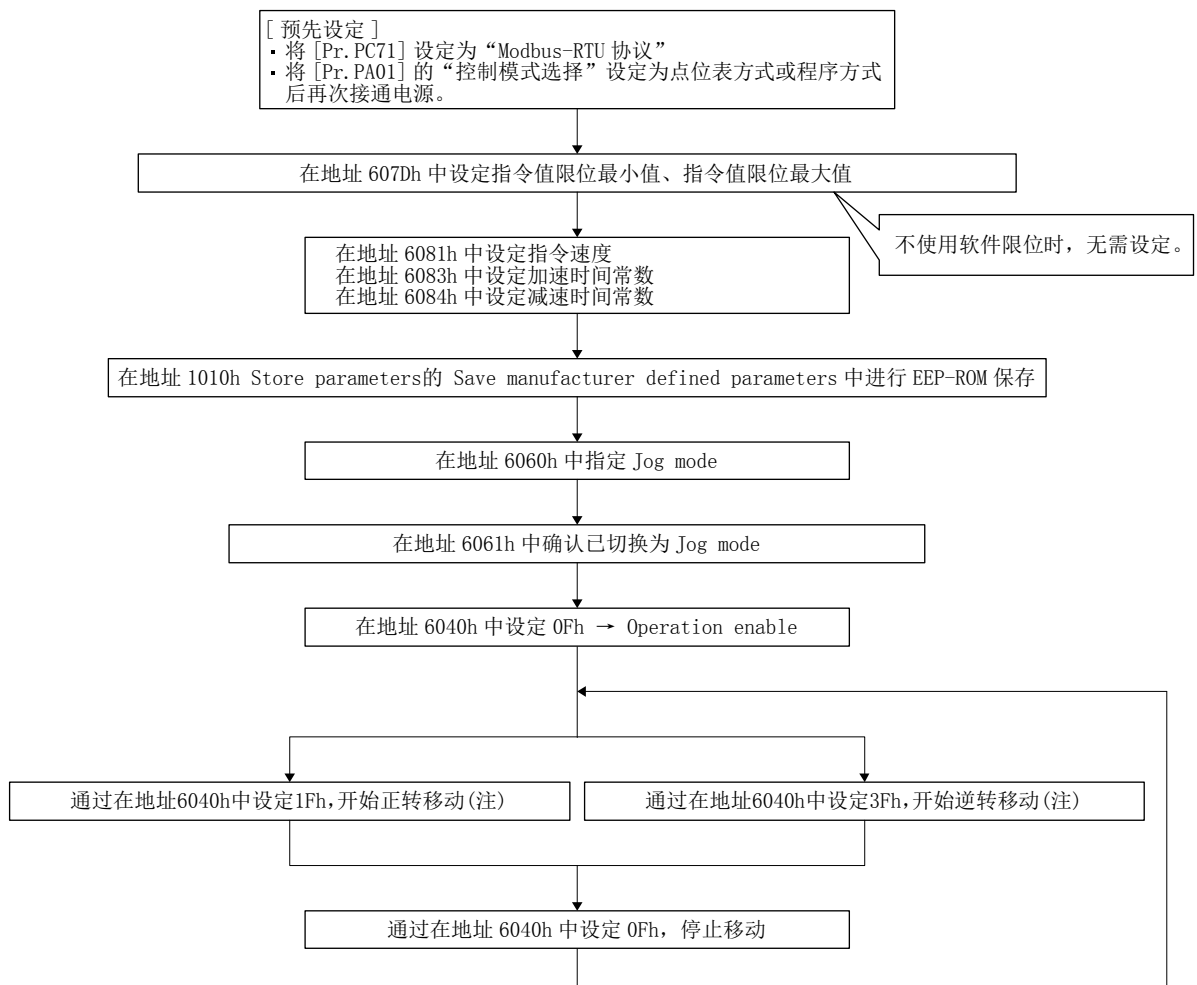 [ 预先设定 ]
▪ 将 [Pr.PC71] 设定为“Modbus-RTU 协议”
▪ 将 [Pr.PA01] 的“控制模式选择”设定为点位表方式或程序方式
后再次接通电源。
在地址 607Dh 中设定指令值限位最小值、指令值限位最大值
不使用软件限位时，无需设定。
在地址 6081h 中设定指令速度
在地址 6083h 中设定加速时间常数
在地址 6084h 中设定减速时间常数
在地址 1010h Store parameters的 Save manufacturer defined parameters 中进行 EEP-ROM 保存
在地址 6060h 中指定 Jog mode
在地址 6061h 中确认已切换为 Jog mode
在地址 6040h 中设定 0Fh → Operation enable
通过在地址6040h中设定1Fh,开始正转移动(注)
通过在地址6040h中设定3Fh,开始逆转移动(注)
通过在地址 6040h 中设定 0Fh，停止移动